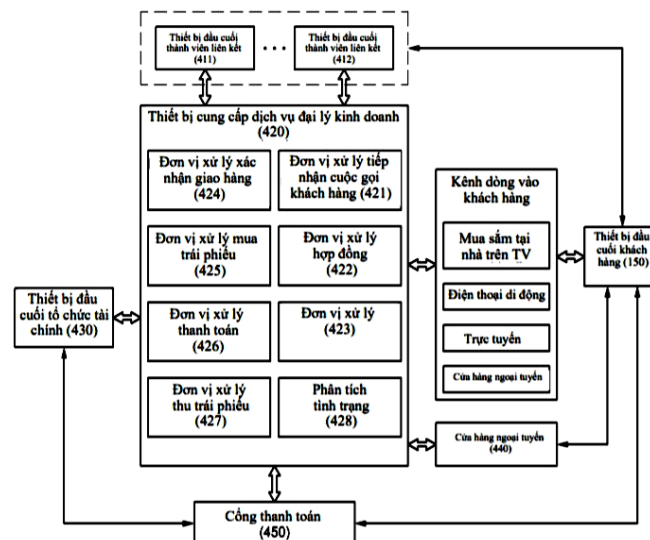 Thiết bị đầu cuối
thành viên liên kết
(411)
Thiết bị đầu cuối
thành viên liên kết
(412)
Thiết bị cung cấp dịch vụ đại lý kinh doanh
(420)
Đơn vị xử lý xác
nhận giao hàng
(424)
Đơn vị xử lý tiếp
nhận cuộc gọi
khách hàng (421)
Đơn vị xử lý mua
trái phiếu
(425)
Đơn vị xử lý
hợp đồng
(422)
Đơn vị xử lý
thanh toán
(426)
Đơn vị xử lý
(423)
Đơn vị xử lý
thu trái phiếu
(427)
Phân tích
tình trạng
(428)
Kênh dòng vào
khách hàng
Mua sắm tại
nhà trên TV
Điện thoại di động
Trực tuyến
Cửa hàng ngoại tuyến
Thiết bị đầu
cuối khách
hàng (150)
Thiết bị đầu
cuối tổ chức tài
chính (430)
Cửa hàng ngoại tuyến
(440)
Cổng thanh toán
(450)